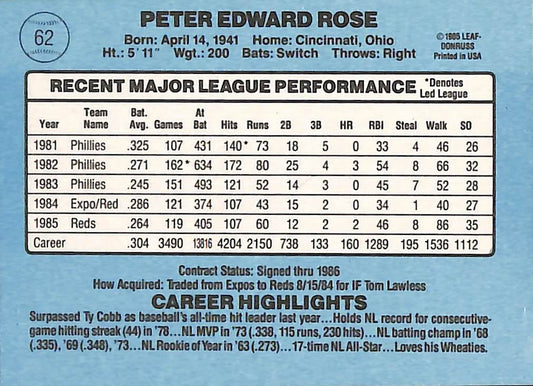 PETER EDWARD ROSE
62
Born: April 14, 1941 Home: Cincinnati, Ohio
Ht.: 5' 11" Wgt.: 200 Bats: Switch Throws: Right
© 1985 LEAF-
DONRUSS
Printed in USA
RECENT MAJOR LEAGUE PERFORMANCE *Denotes
Led League
Year Team Name Bat. Avg. Games At Bat Hits Runs 2B 3B HR RBI Steal Walk SO
1981 Phillies .325 107 431 140* 73 18 5 0 33 4 46 26
1982 Phillies .271 162* 634 172 80 25 4 3 54 8 66 32
1983 Phillies .245 151 493 121 52 14 3 0 45 7 52 28
1984 Expo/Red .286 121 374 107 43 15 2 0 34 1 40 27
1985 Reds .264 119 405 107 60 12 2 2 46 8 86 35
Career .304 3490 13816 4204 2150 738 133 160 1289 195 1536 1112
Contract Status: Signed thru 1986
How Acquired: Traded from Expos to Reds 8/15/84 for IF Tom Lawless
CAREER HIGHLIGHTS
Surpassed Ty Cobb as baseball's all-time hit leader last year...Holds NL record for consecutive-
game hitting streak (44) in '78...NL MVP in '73 (.338, 115 runs, 230 hits)...NL batting champ in '68
(.335), '69 (.348), '73...NL Rookie of Year in '63 (.273)...17-time NL All-Star...Loves his Wheaties.